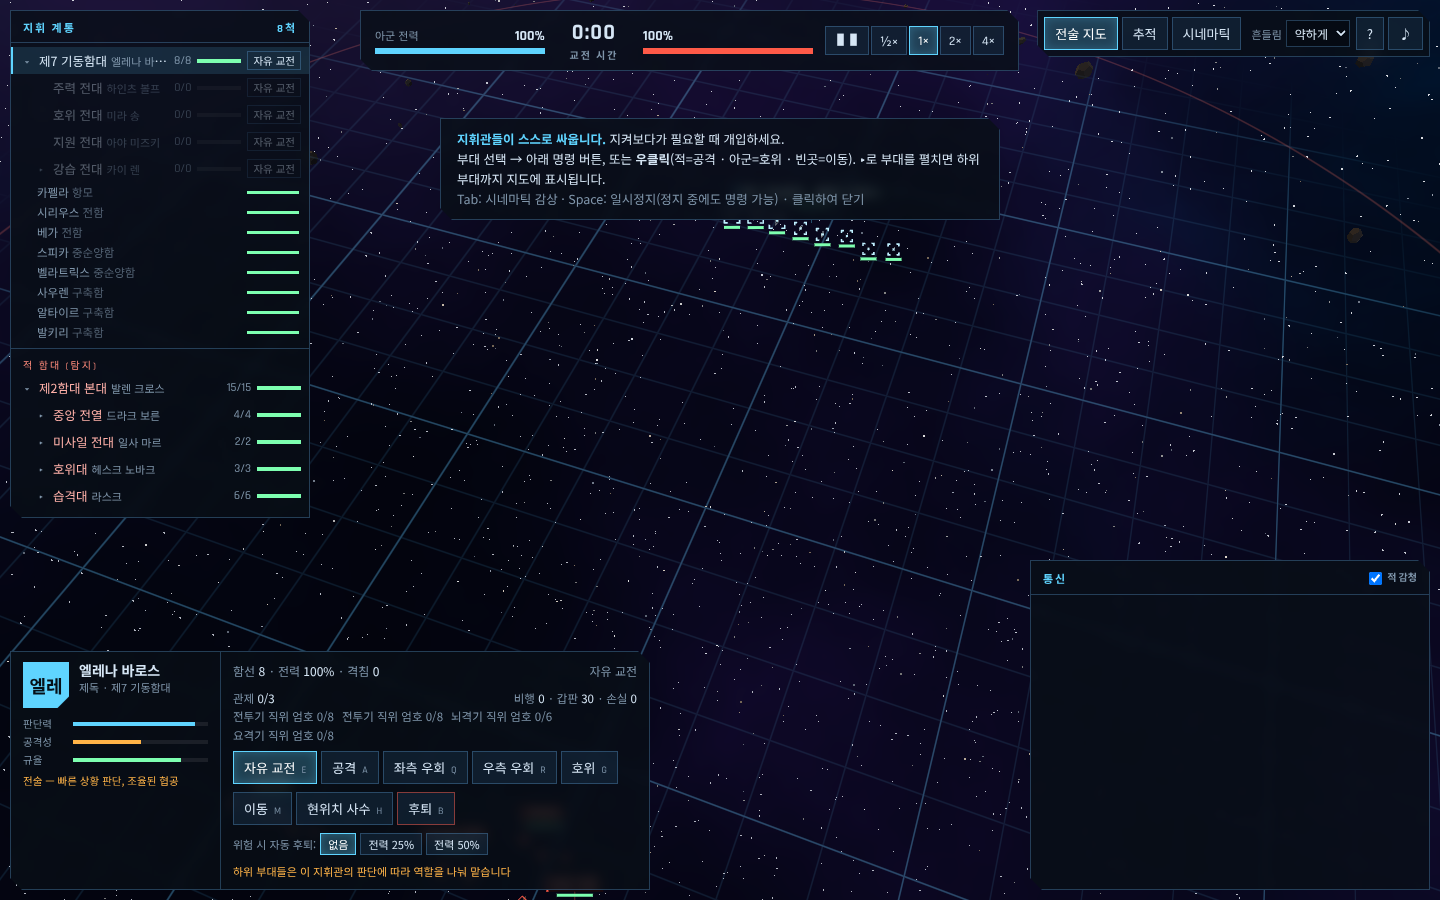 지휘 계통 8척
제7 기동함대 엘레나 바··· 8/8 자유 교전
주력 전대 하인츠 볼프 0/0 자유 교전
호위 전대 미라 송 0/0 자유 교전
지원 전대 아야 미즈키 0/0 자유 교전
강습 전대 카이 렌 0/0 자유 교전
카펠라 항모
시리우스 전함
베가 전함
스피카 중순양함
벨라트릭스 중순양함
사우렌 구축함
알타이르 구축함
발키리 구축함
적 함대 (탐지)
제2함대 본대 발렌 크로스 15/15
중앙 전열 드라크 보른 4/4
미사일 전대 일사 마르 2/2
호위대 헤스크 노바크 3/3
습격대 라스크 6/6
아군 전력 100%
0:00
교전 시간
100%
½× 1× 2× 4×
전술 지도 추적 시네마틱 흔들림 약하게 ? ♪
지휘관들이 스스로 싸웁니다. 지켜보다가 필요할 때 개입하세요.
부대 선택 → 아래 명령 버튼, 또는 우클릭(적=공격 · 아군=호위 · 빈곳=이동). ▸로 부대를 펼치면 하위
부대까지 지도에 표시됩니다.
Tab: 시네마틱 감상 · Space: 일시정지(정지 중에도 명령 가능) · 클릭하여 닫기
통신 적 감청
엘레
엘레나 바로스
제독 · 제7 기동함대
판단력
공격성
규율
전술 — 빠른 상황 판단, 조율된 협공
함선 8 · 전력 100% · 격침 0 자유 교전
관제 0/3 비행 0 · 갑판 30 · 손실 0
전투기 직위 엄호 0/8 전투기 직위 엄호 0/8 뇌격기 직위 엄호 0/6
요격기 직위 엄호 0/8
자유 교전 E 공격 A 좌측 우회 Q 우측 우회 R 호위 G
이동 M 현위치 사수 H 후퇴 B
위험 시 자동 후퇴: 없음 전력 25% 전력 50%
하위 부대들은 이 지휘관의 판단에 따라 역할을 나눠 맡습니다